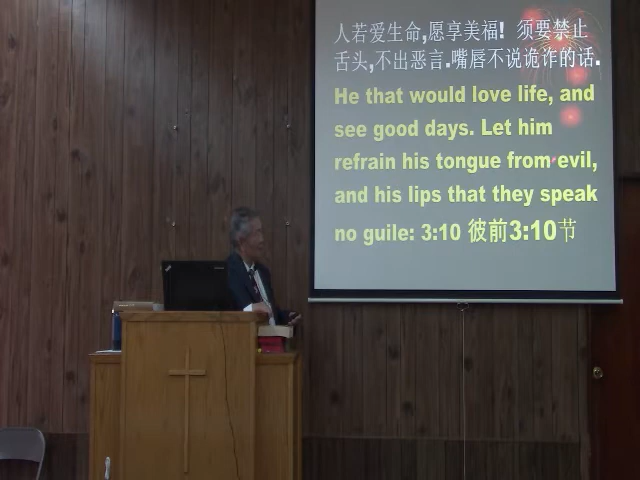 人若爱生命,愿享美福! 须要禁止
舌头,不出恶言.嘴唇不说诡诈的话.
He that would love life, and
see good days. Let him
refrain his tongue from evil,
and his lips that they speak
no guile: 3:10 彼前3:10节